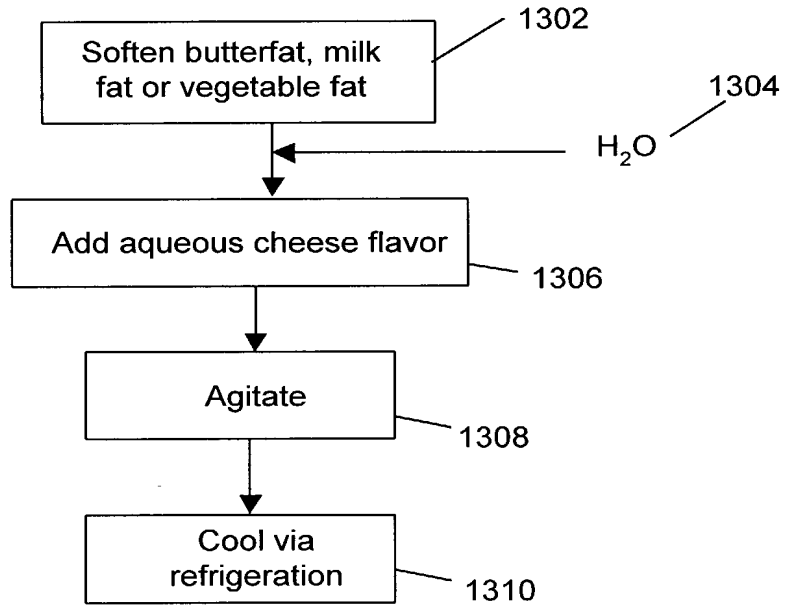 1302
Soften butterfat, milk
fat or vegetable fat
1304
H₂O
Add aqueous cheese flavor
1306
Agitate
1308
Cool via
refrigeration
1310